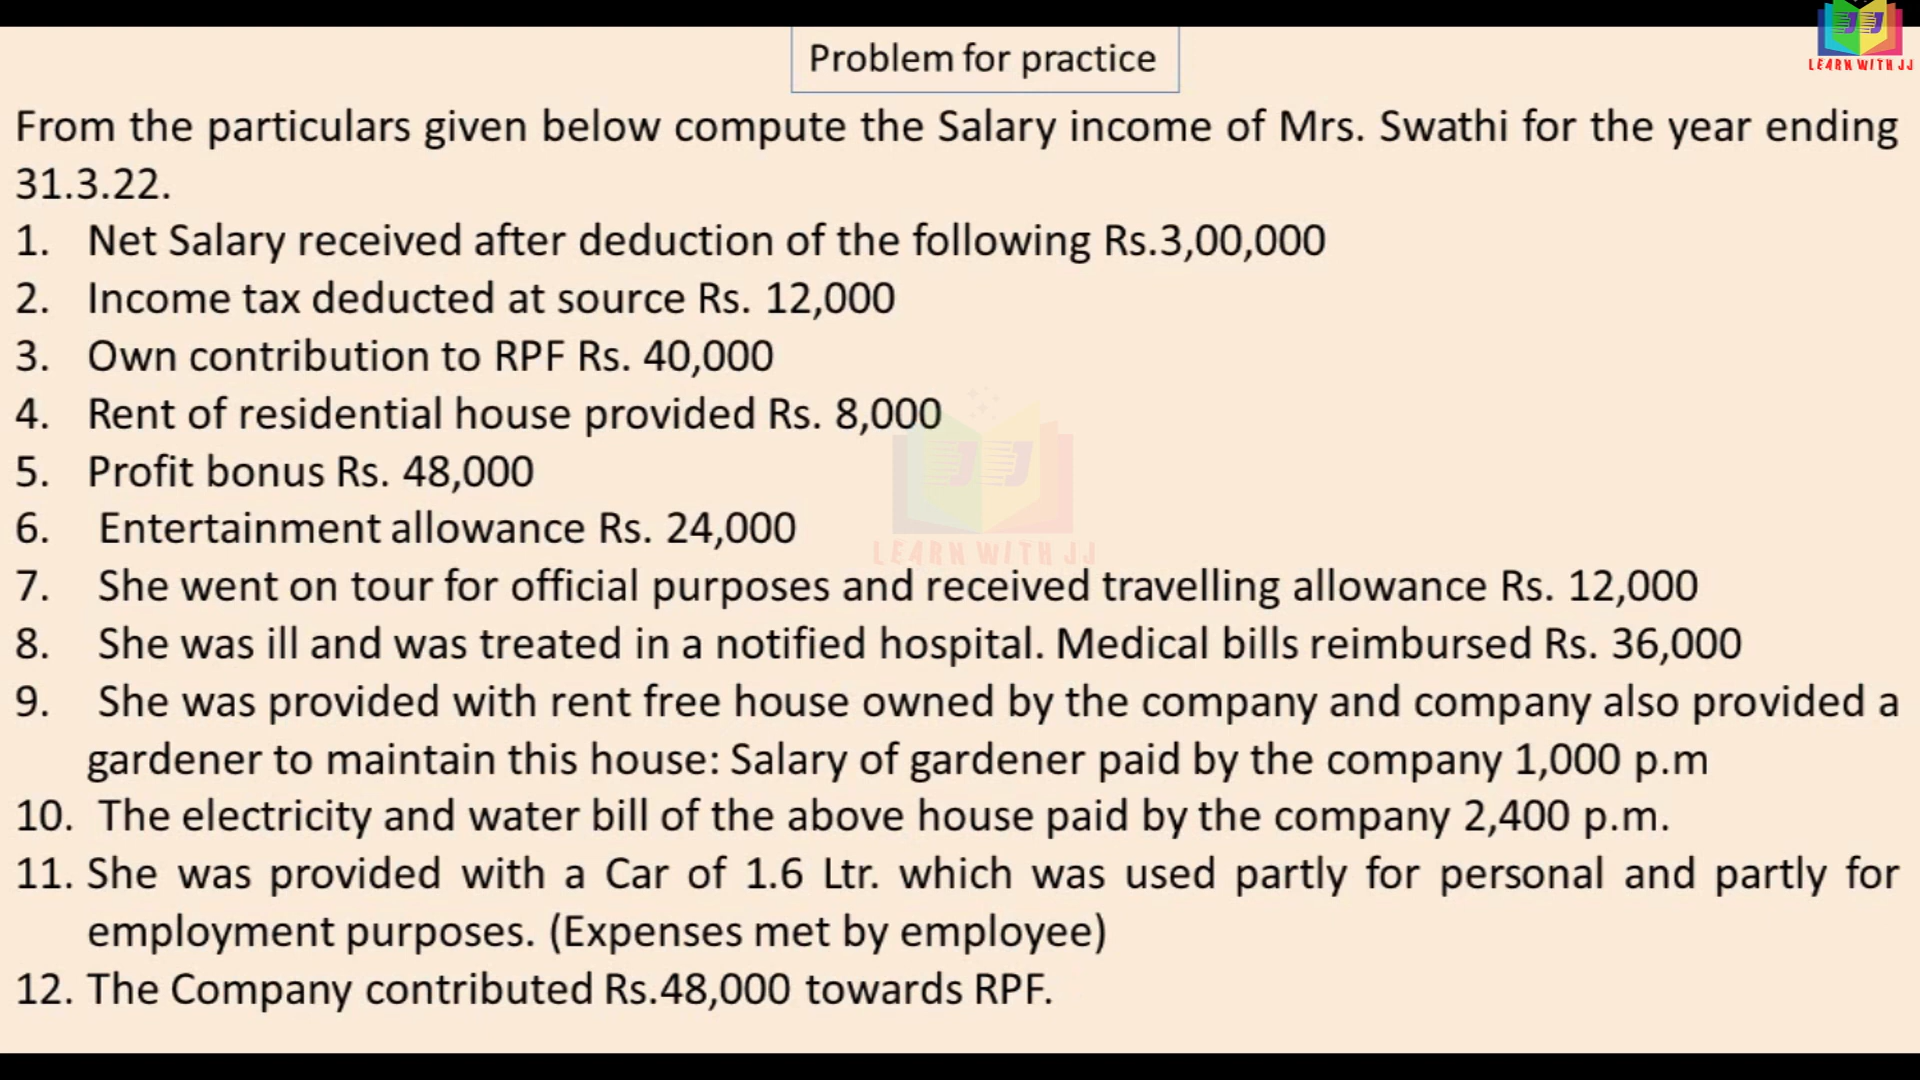 Problem for practice
LEARN WITH JJ
From the particulars given below compute the Salary income of Mrs. Swathi for the year ending
31.3.22.
1. Net Salary received after deduction of the following Rs.3,00,000
2. Income tax deducted at source Rs. 12,000
3. Own contribution to RPF Rs. 40,000
4. Rent of residential house provided Rs. 8,000
5. Profit bonus Rs. 48,000
6. Entertainment allowance Rs. 24,000
LEARN WITH JJ
7. She went on tour for official purposes and received travelling allowance Rs. 12,000
8. She was ill and was treated in a notified hospital. Medical bills reimbursed Rs. 36,000
9. She was provided with rent free house owned by the company and company also provided a
gardener to maintain this house: Salary of gardener paid by the company 1,000 p.m
10. The electricity and water bill of the above house paid by the company 2,400 p.m.
11. She was provided with a Car of 1.6 Ltr. which was used partly for personal and partly for
employment purposes. (Expenses met by employee)
12. The Company contributed Rs.48,000 towards RPF.